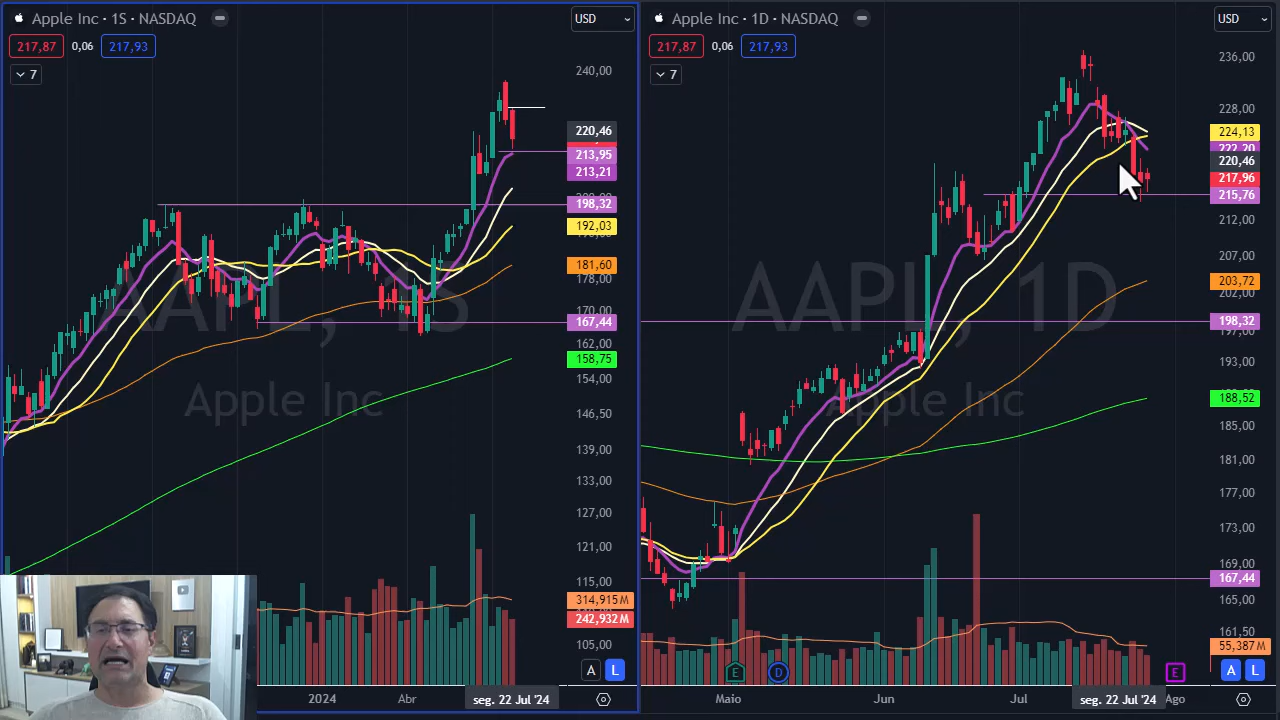 Apple Inc · 1S · NASDAQ
USD
217,87
0,06
217,93
7
240,00
220,46
213,95
213,21
198,32
192,03
181,60
178,00
170,00
167,44
162,00
158,75
154,00
146,50
139,00
133,00
127,00
121,00
115,00
314,915M
242,932M
105,00
AAPL, 1S
Apple Inc
A
L
2024
Abr
seg. 22 Jul '24
Apple Inc · 1D · NASDAQ
USD
217,87
0,06
217,93
7
236,00
228,00
224,13
222,20
220,46
217,96
215,76
212,00
207,00
203,72
202,00
198,32
197,00
193,00
188,52
185,00
181,00
177,00
173,00
169,00
167,44
165,00
161,50
55,387M
AAPL, 1D
Apple Inc
E
D
E
A
L
Maio
Jun
Jul
seg. 22 Jul '24
Ago